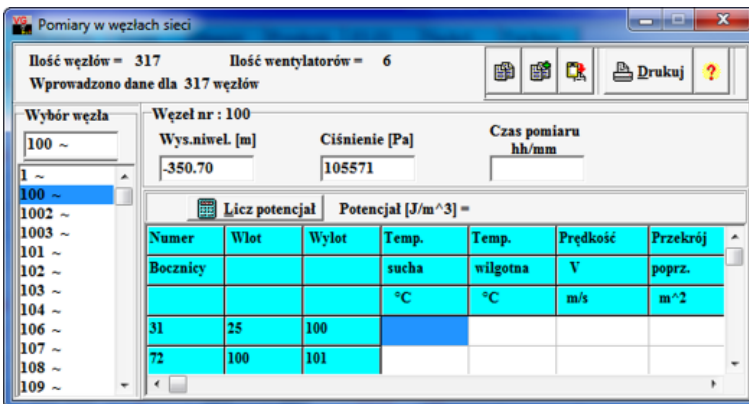 Pomiary w węzłach sieci
Ilość węzłów = 317 Ilość wentylatorów = 6
Wprowadzono dane dla 317 węzłów
Drukuj ?
Wybór węzła
100 ~
1 ~
100 ~
1002 ~
1003 ~
101 ~
102 ~
103 ~
104 ~
106 ~
107 ~
108 ~
109 ~
Węzeł nr : 100
Wys.niwel. [m] Ciśnienie [Pa] Czas pomiaru
hh/mm
-350.70 105571
Licz potencjał Potencjał [J/m^3] =
Numer Wlot Wylot Temp. Temp. Prędkość Przekrój
Bocznicy sucha wilgotna V poprz.
°C °C m/s m^2
31 25 100
72 100 101